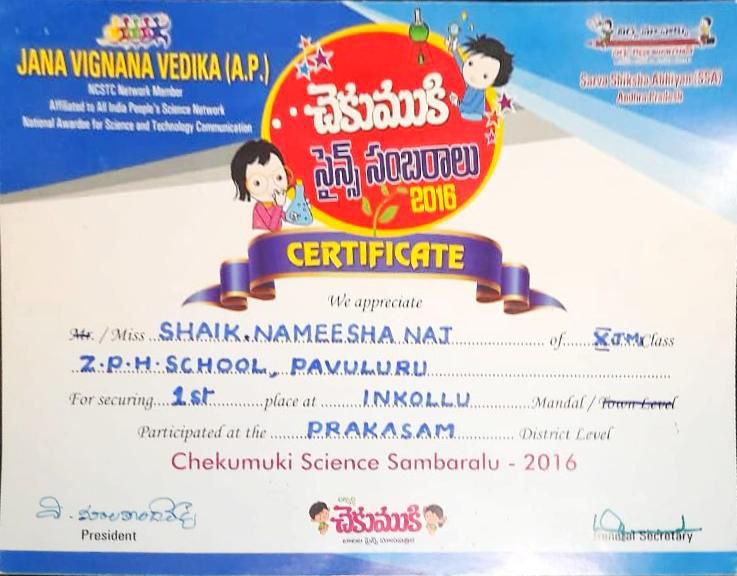 JANA VIGNANA VEDIKA (A.P.)
NCSTC Network Member
Affiliated to All India People's Science Network
National Awardee for Science and Technology Communication
Sarva Shiksha Abhiyan (SSA)
Andhra Pradesh
చెకుముకి
సైన్స్ సంబరాలు
2016
CERTIFICATE
We appreciate
Mr. / Miss SHAIK. NAMEESHA NAJ of X Class
Z.P.H. SCHOOL, PAVULURU
For securing 1st place at INKOLLU Mandal / Town Level
Participated at the PRAKASAM District Level
Chekumuki Science Sambaralu - 2016
President
చెకుముకి
General Secretary